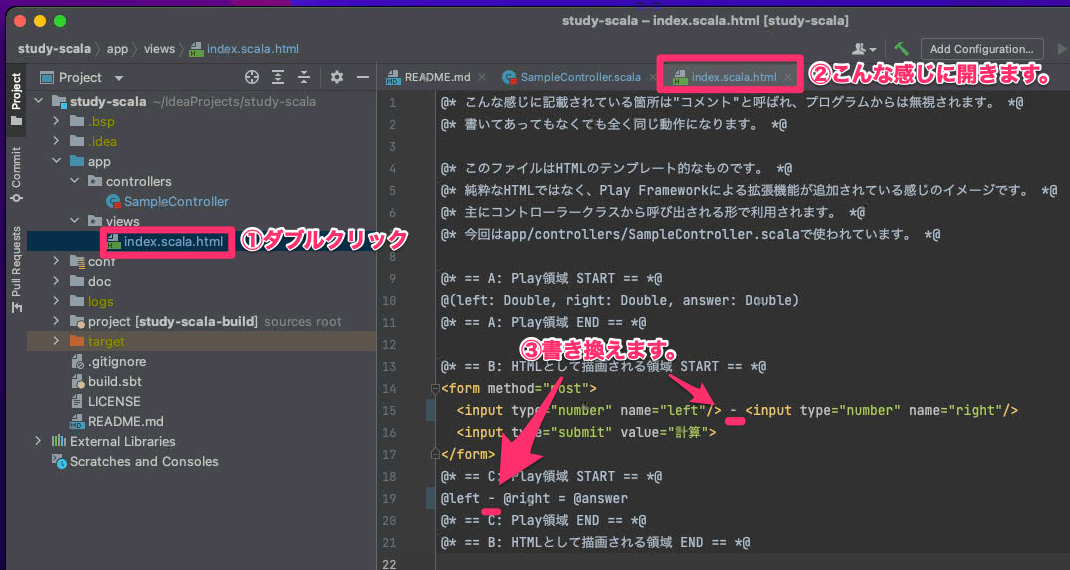 study-scala – index.scala.html [study-scala]
study-scala app views index.scala.html
Add Configuration...
Project
Commit
Pull Requests
Project
README.md
SampleController.scala
index.scala.html
②こんな感じに開きます。
study-scala ~/IdeaProjects/study-scala
.bsp
.idea
app
controllers
SampleController
views
index.scala.html
①ダブルクリック
conf
doc
logs
project [study-scala-build] sources root
target
.gitignore
build.sbt
LICENSE
README.md
External Libraries
Scratches and Consoles
1 @* こんな感じに記載されている箇所は"コメント"と呼ばれ、プログラムからは無視されます。 *@
2 @* 書いてあってもなくても全く同じ動作になります。 *@
3
4 @* このファイルはHTMLのテンプレート的なものです。 *@
5 @* 純粋なHTMLではなく、Play Frameworkによる拡張機能が追加されている感じのイメージです。 *@
6 @* 主にコントローラークラスから呼び出される形で利用されます。 *@
7 @* 今回はapp/controllers/SampleController.scalaで使われています。 *@
8
9 @* == A: Play領域 START == *@
10 @(left: Double, right: Double, answer: Double)
11 @* == A: Play領域 END == *@
12
③書き換えます。
13 @* == B: HTMLとして描画される領域 START == *@
14 <form method="post">
15 <input type="number" name="left"/> - <input type="number" name="right"/>
16 <input type="submit" value="計算">
17 </form>
18 @* == C: Play領域 START == *@
19 @left - @right = @answer
20 @* == C: Play領域 END == *@
21 @* == B: HTMLとして描画される領域 END == *@
22